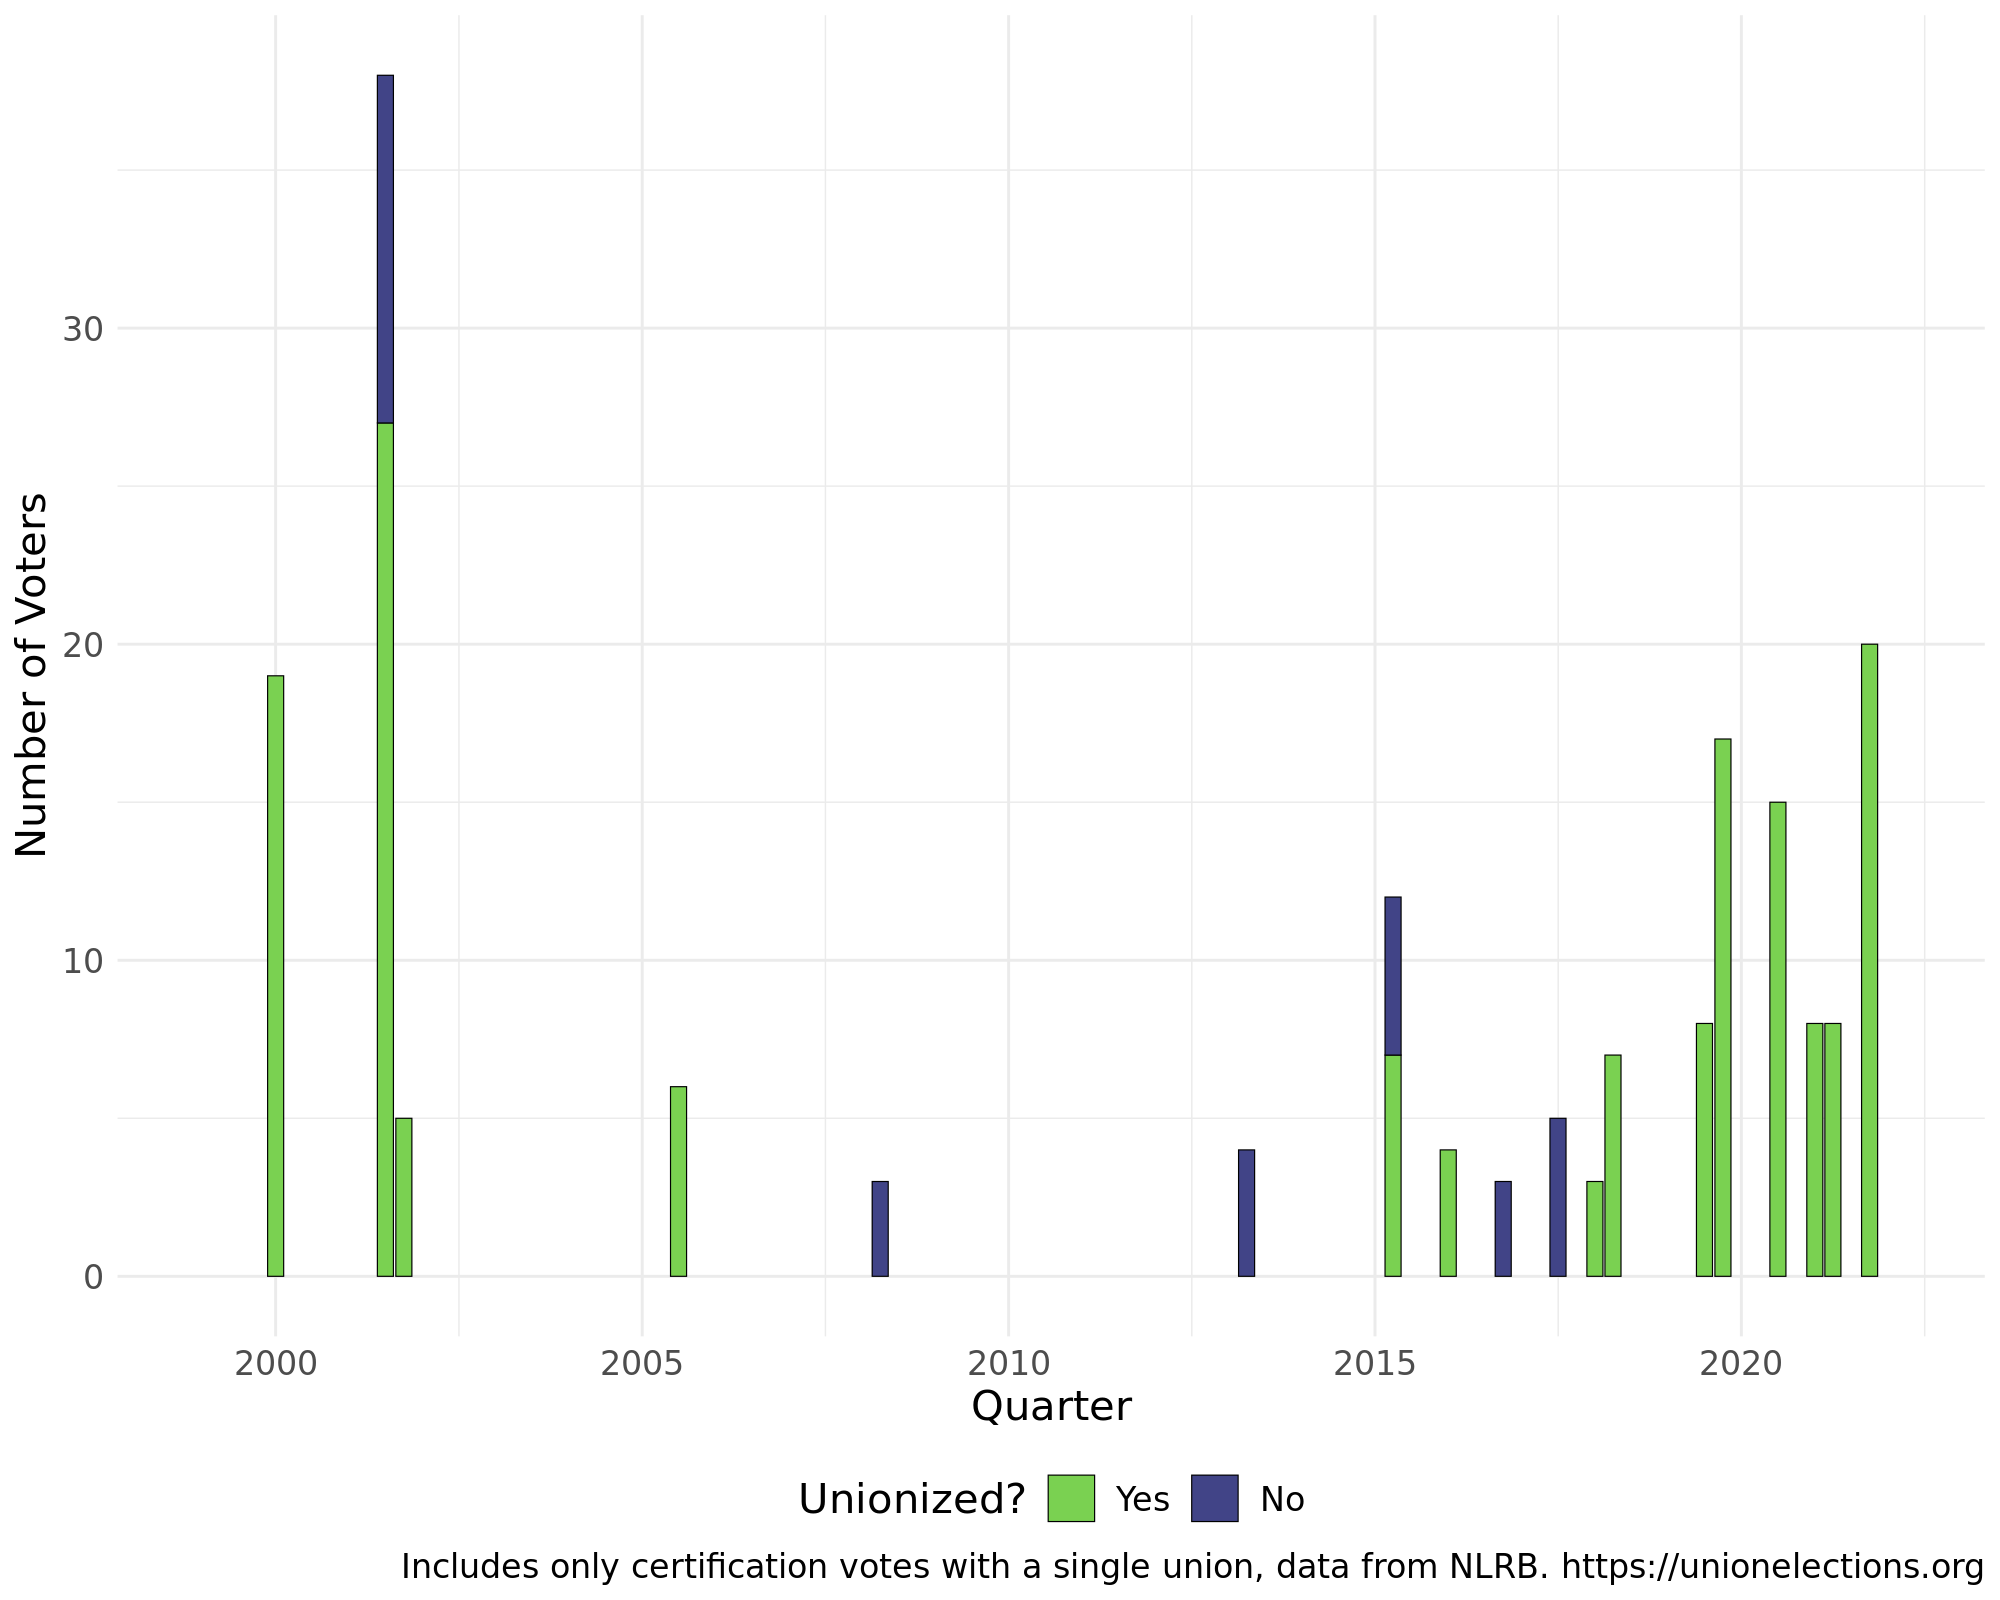 Number of Voters
30
20
10
0
2000 2005 2010 2015 2020
Quarter
Unionized? Yes No
Includes only certification votes with a single union, data from NLRB. https://unionelections.org